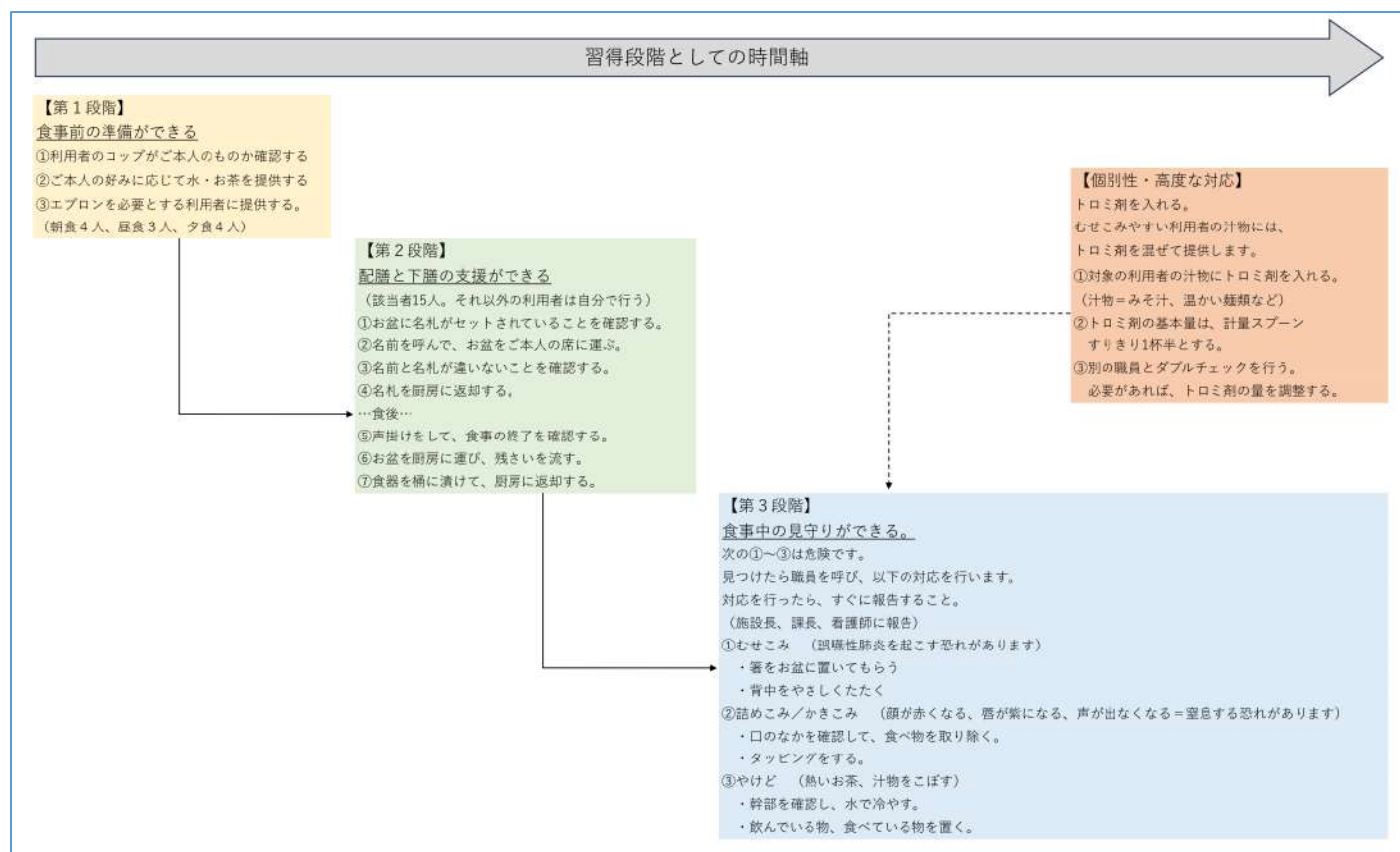 習得段階としての時間軸
【第1段階】
食事前の準備ができる
①利用者のコップがご本人のものか確認する
②ご本人の好みに応じて水・お茶を提供する
③エプロンを必要とする利用者に提供する。
（朝食4人、昼食3人、夕食4人）
【第2段階】
配膳と下膳の支援ができる
（該当者15人。それ以外の利用者は自分で行う）
①お盆に名札がセットされていることを確認する。
②名前を呼んで、お盆をご本人の席に運ぶ。
③名前と名札が違いないことを確認する。
④名札を厨房に返却する。
…食後…
⑤声掛けをして、食事の終了を確認する。
⑥お盆を厨房に運び、残さいを流す。
⑦食器を桶に漬けて、厨房に返却する。
【個別性・高度な対応】
トロミ剤を入れる。
むせこみやすい利用者の汁物には、
トロミ剤を混ぜて提供します。
①対象の利用者の汁物にトロミ剤を入れる。
（汁物＝みそ汁、温かい麺類など）
②トロミ剤の基本量は、計量スプーン
すりきり1杯半とする。
③別の職員とダブルチェックを行う。
必要があれば、トロミ剤の量を調整する。
【第3段階】
食事中の見守りができる。
次の①～③は危険です。
見つけたら職員を呼び、以下の対応を行います。
対応を行ったら、すぐに報告すること。
（施設長、課長、看護師に報告）
①むせこみ　（誤嚥性肺炎を起こす恐れがあります）
・箸をお盆に置いてもらう
・背中をやさしくたたく
②詰めこみ／かきこみ　（顔が赤くなる、唇が紫になる、声が出なくなる＝窒息する恐れがあります）
・口のなかを確認して、食べ物を取り除く。
・タッピングをする。
③やけど　（熱いお茶、汁物をこぼす）
・幹部を確認し、水で冷やす。
・飲んでいる物、食べている物を置く。